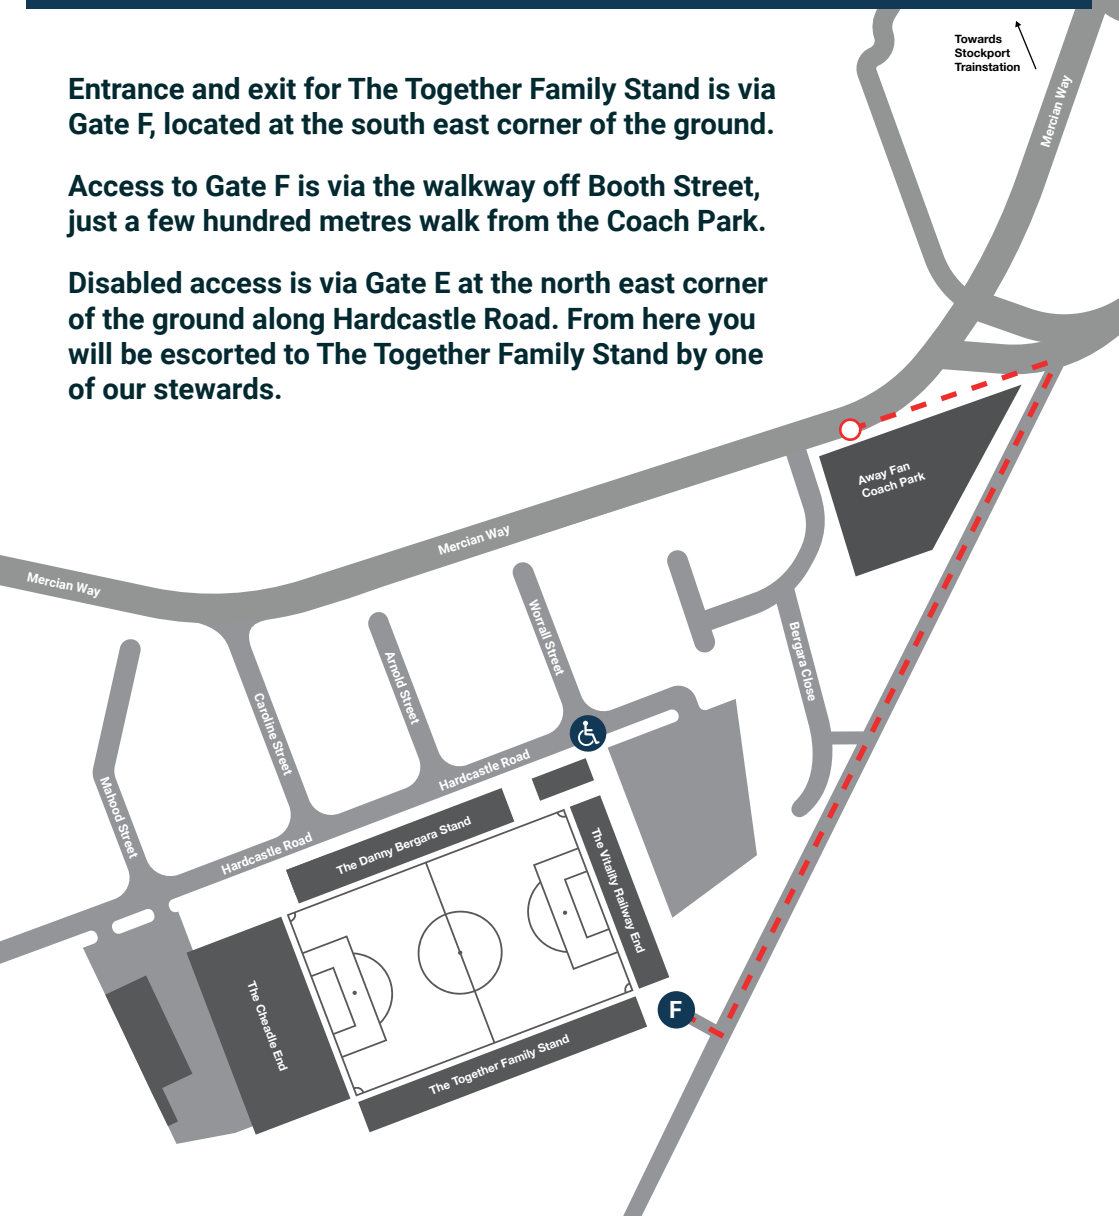 Towards
Stockport
Trainstation
Mercian Way
Entrance and exit for The Together Family Stand is via
Gate F, located at the south east corner of the ground.
Access to Gate F is via the walkway off Booth Street,
just a few hundred metres walk from the Coach Park.
Disabled access is via Gate E at the north east corner
of the ground along Hardcastle Road. From here you
will be escorted to The Together Family Stand by one
of our stewards.
Away Fan
Coach Park
Mercian Way
Mercian Way
Worrall Street
Arnold Street
Bergara Close
Caroline Street
Mahood Street
Hardcastle Road
Hardcastle Road
The Danny Bergara Stand
The Vitality Railway End
The Cheadle End
F
The Together Family Stand